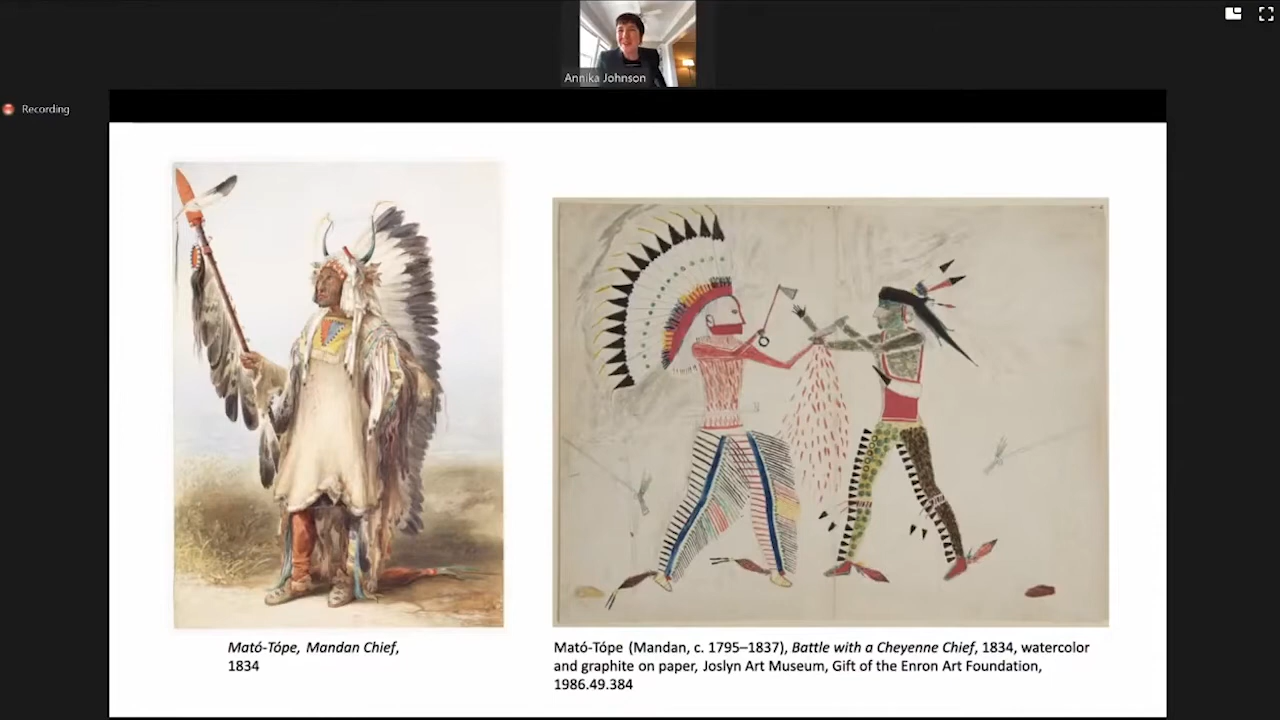 Annika Johnson
Recording
Mató-Tópe, Mandan Chief,
1834
Mató-Tópe (Mandan, c. 1795–1837), Battle with a Cheyenne Chief, 1834, watercolor
and graphite on paper, Joslyn Art Museum, Gift of the Enron Art Foundation,
1986.49.384